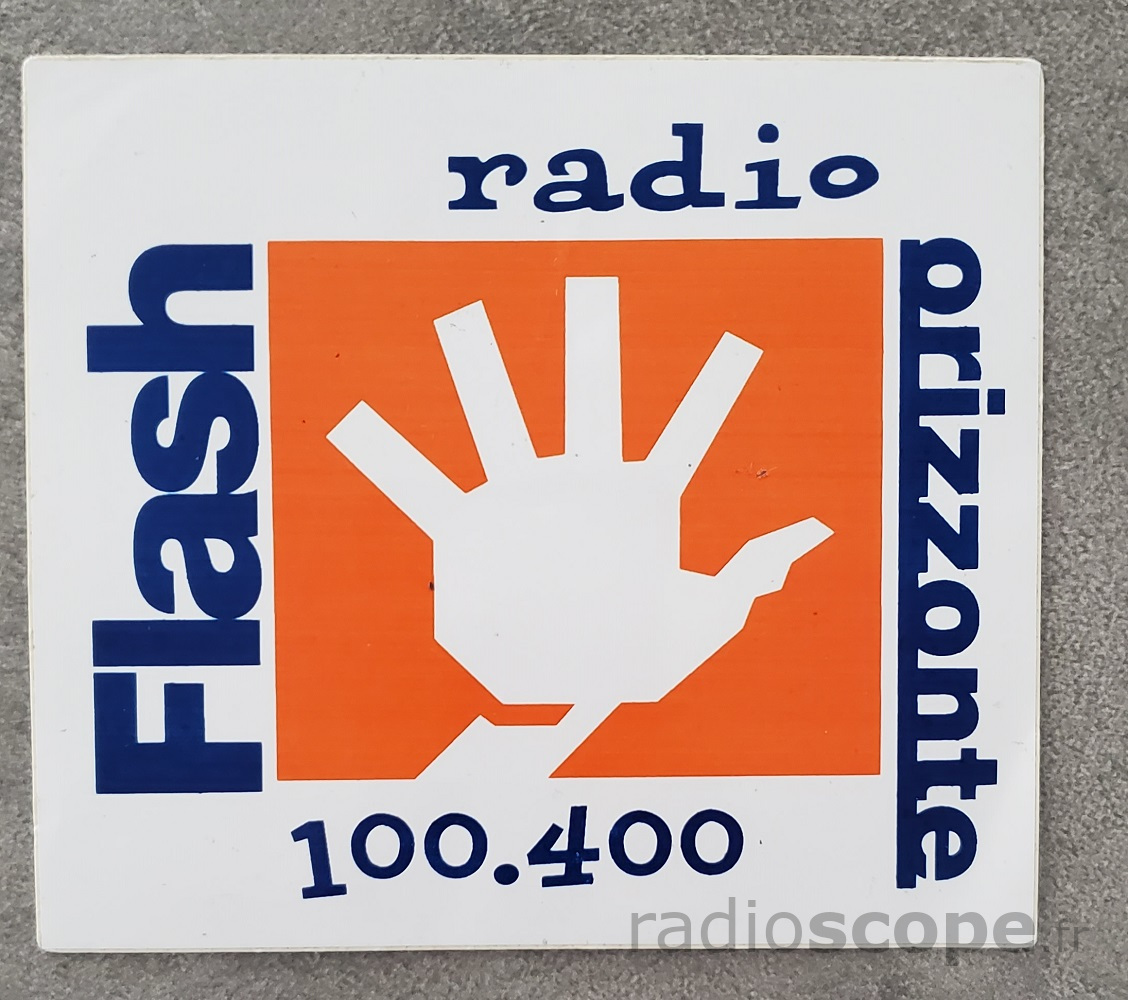 radio
Flash
orizzonte
100.400
radioscope.fr